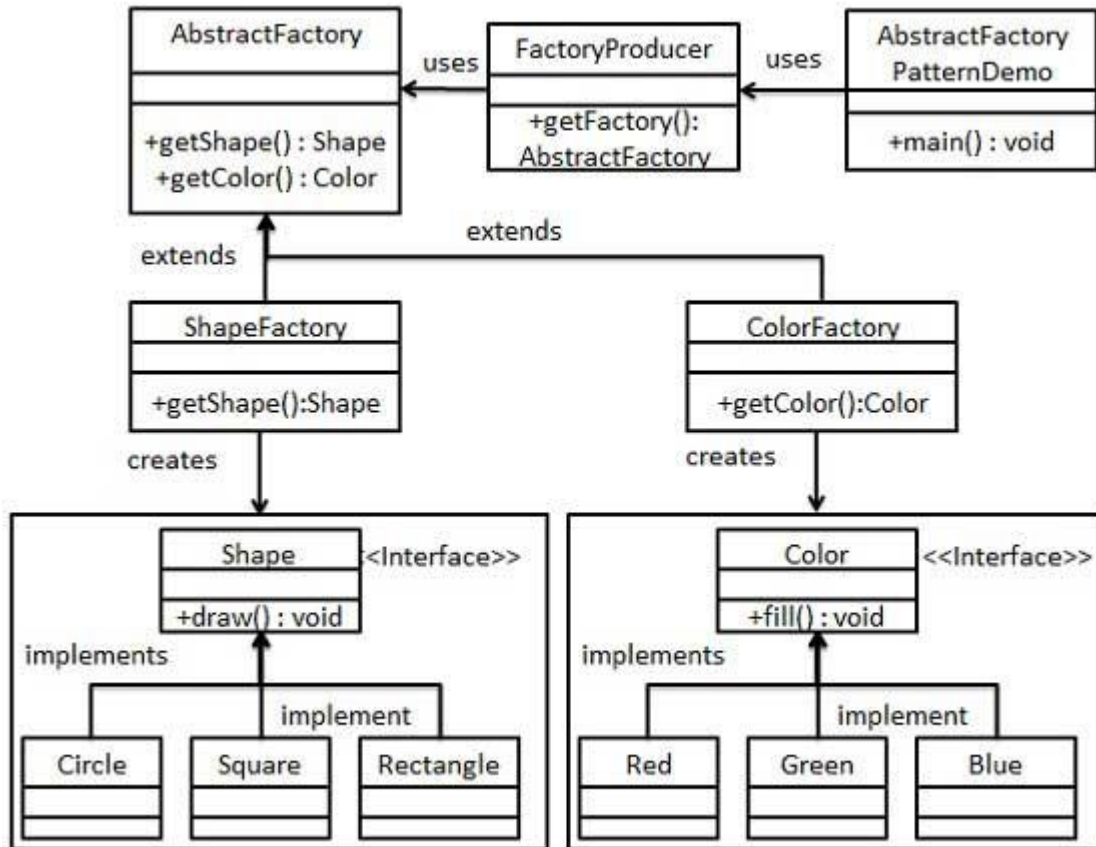 AbstractFactory
+getShape() : Shape
+getColor() : Color
uses
FactoryProducer
+getFactory():
AbstractFactory
uses
AbstractFactory
PatternDemo
+main() : void
extends
extends
ShapeFactory
+getShape():Shape
ColorFactory
+getColor():Color
creates
creates
Shape
<<Interface>>
+draw() : void
implements
implement
Circle
Square
Rectangle
Color
<<Interface>>
+fill() : void
implements
implement
Red
Green
Blue